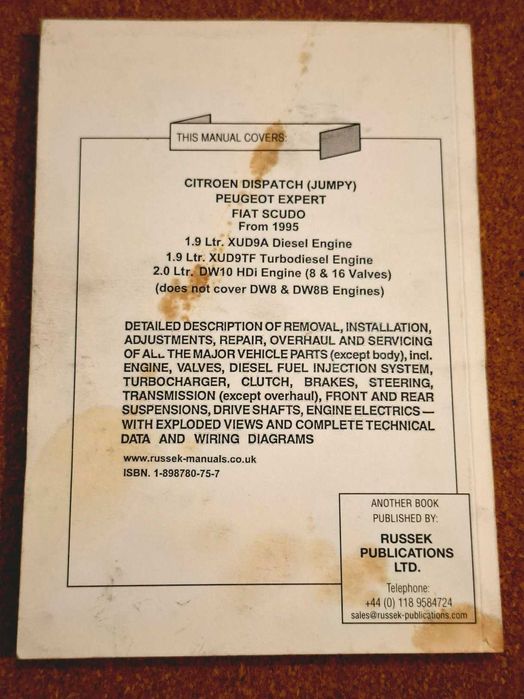 THIS MANUAL COVERS:
CITROEN DISPATCH (JUMPY)
PEUGEOT EXPERT
FIAT SCUDO
From 1995
1.9 Ltr. XUD9A Diesel Engine
1.9 Ltr. XUD9TF Turbodiesel Engine
2.0 Ltr. DW10 HDi Engine (8 & 16 Valves)
(does not cover DW8 & DW8B Engines)
DETAILED DESCRIPTION OF REMOVAL, INSTALLATION,
ADJUSTMENTS, REPAIR, OVERHAUL AND SERVICING
OF ALL THE MAJOR VEHICLE PARTS (except body), incl.
ENGINE, VALVES, DIESEL FUEL INJECTION SYSTEM,
TURBOCHARGER, CLUTCH, BRAKES, STEERING,
TRANSMISSION (except overhaul), FRONT AND REAR
SUSPENSIONS, DRIVE SHAFTS, ENGINE ELECTRICS —
WITH EXPLODED VIEWS AND COMPLETE TECHNICAL
DATA AND WIRING DIAGRAMS
www.russek-manuals.co.uk
ISBN. 1-898780-75-7
ANOTHER BOOK
PUBLISHED BY:
RUSSEK
PUBLICATIONS
LTD.
Telephone:
+44 (0) 118 9584724
sales@russek-publications.com